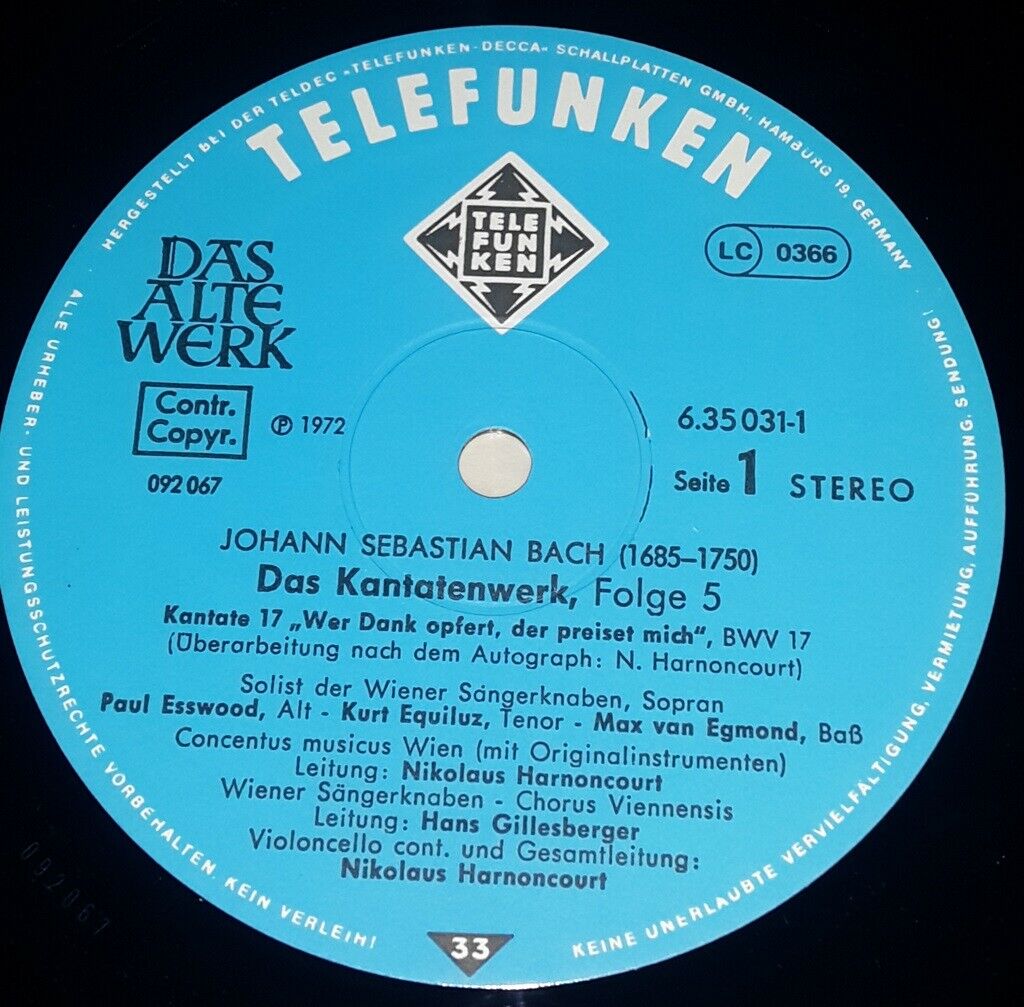 HERGESTELLT BEI DER TELDEC »TELEFUNKEN-DECCA« SCHALLPLATTEN GMBH., HAMBURG 19, GERMANY
TELEFUNKEN
TELE
FUN
KEN
LC 0366
DAS
ALTE
WERK
Contr.
Copyr.
℗ 1972
092 067
6.35 031-1
Seite 1 STEREO
JOHANN SEBASTIAN BACH (1685–1750)
Das Kantatenwerk, Folge 5
Kantate 17 „Wer Dank opfert, der preiset mich“, BWV 17
(Überarbeitung nach dem Autograph: N. Harnoncourt)
Solist der Wiener Sängerknaben, Sopran
Paul Esswood, Alt - Kurt Equiluz, Tenor - Max van Egmond, Baß
Concentus musicus Wien (mit Originalinstrumenten)
Leitung: Nikolaus Harnoncourt
Wiener Sängerknaben - Chorus Viennensis
Leitung: Hans Gillesberger
Violoncello cont. und Gesamtleitung:
Nikolaus Harnoncourt
33
ALLE URHEBER- UND LEISTUNGSSCHUTZRECHTE VORBEHALTEN. KEIN VERLEIH!
KEINE UNERLAUBTE VERVIELFÄLTIGUNG, VERMIETUNG, AUFFÜHRUNG, SENDUNG!
092067